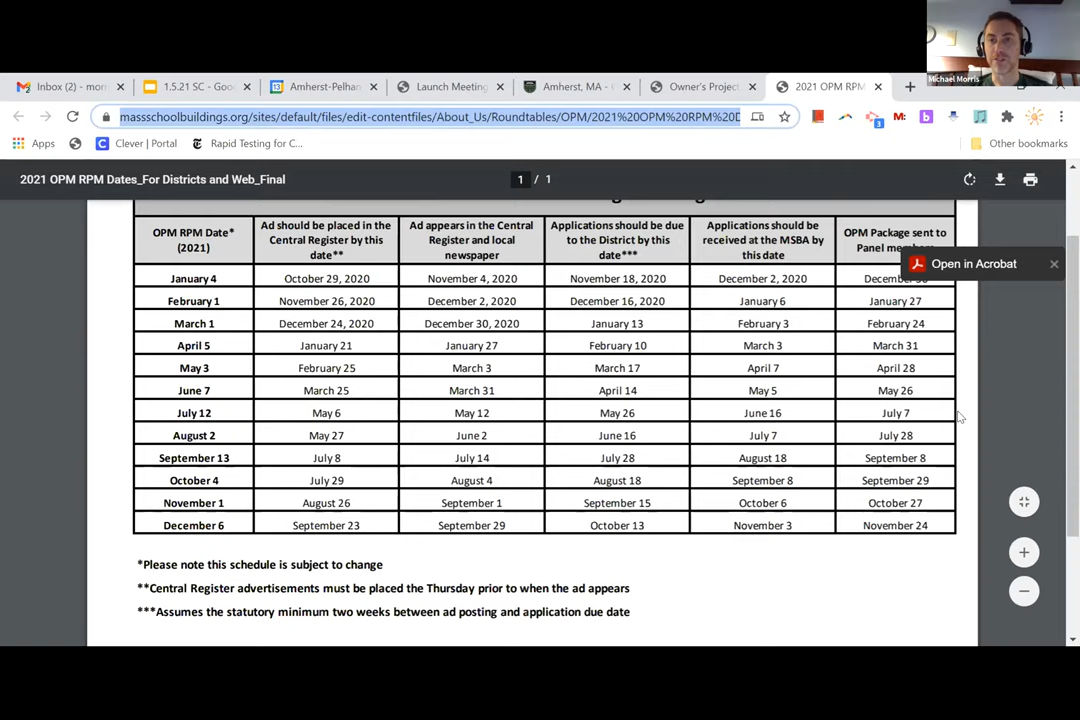 Michael Morris
Inbox (2) - mor
1.5.21 SC - Goo
Amherst-Pelhan
Launch Meeting
Amherst, MA - C
Owner's Project
2021 OPM RPM
massschoolbuildings.org/sites/default/files/edit-contentfiles/About_Us/Roundtables/OPM/2021%20OPM%20RPM%20D
Apps
Clever | Portal
Rapid Testing for C...
Other bookmarks
2021 OPM RPM Dates_For Districts and Web_Final
1 / 1
OPM RPM Date* (2021) Ad should be placed in the Central Register by this date** Ad appears in the Central Register and local newspaper Applications should be due to the District by this date*** Applications should be received at the MSBA by this date OPM Package sent to Panel
Open in Acrobat
January 4 October 29, 2020 November 4, 2020 November 18, 2020 December 2, 2020
February 1 November 26, 2020 December 2, 2020 December 16, 2020 January 6 January 27
March 1 December 24, 2020 December 30, 2020 January 13 February 3 February 24
April 5 January 21 January 27 February 10 March 3 March 31
May 3 February 25 March 3 March 17 April 7 April 28
June 7 March 25 March 31 April 14 May 5 May 26
July 12 May 6 May 12 May 26 June 16 July 7
August 2 May 27 June 2 June 16 July 7 July 28
September 13 July 8 July 14 July 28 August 18 September 8
October 4 July 29 August 4 August 18 September 8 September 29
November 1 August 26 September 1 September 15 October 6 October 27
December 6 September 23 September 29 October 13 November 3 November 24
*Please note this schedule is subject to change
**Central Register advertisements must be placed the Thursday prior to when the ad appears
***Assumes the statutory minimum two weeks between ad posting and application due date